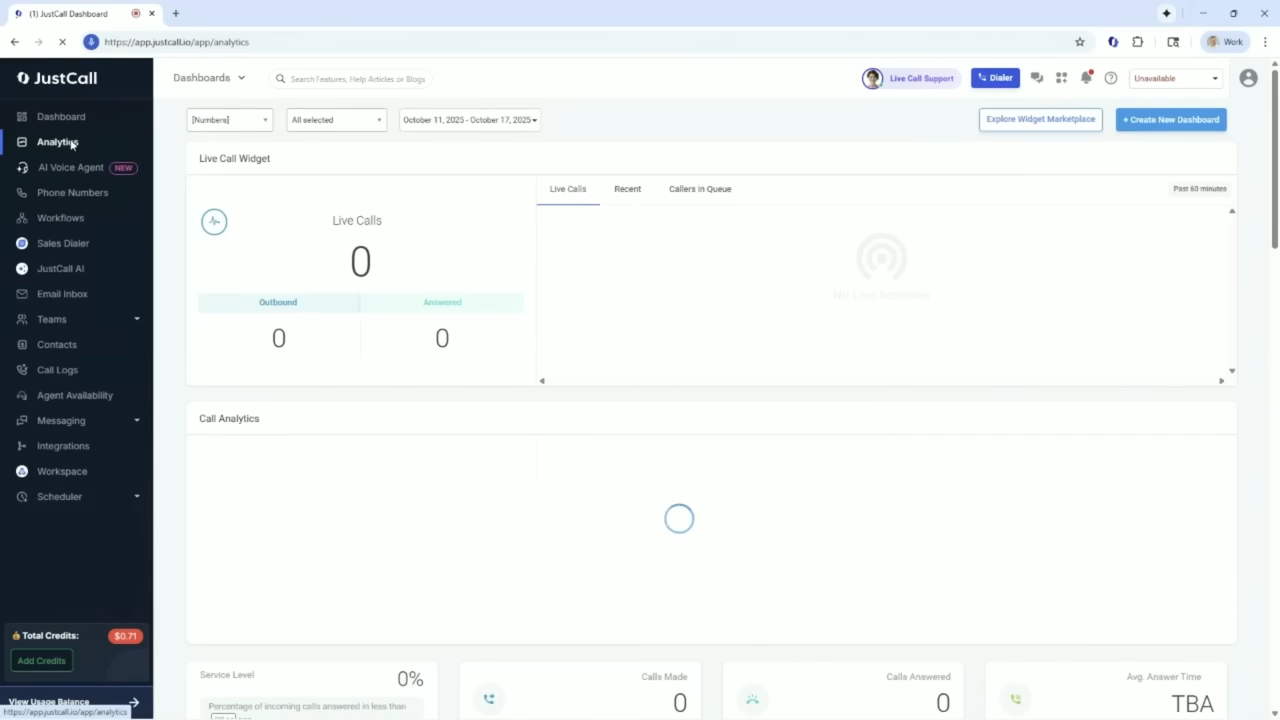 (1) JustCall Dashboard
https://app.justcall.io/app/analytics
Work
JustCall
Dashboards
Search Features, Help Articles or Blogs
Live Call Support
Dialer
Unavailable
Dashboard
Analytics
AI Voice Agent NEW
Phone Numbers
Workflows
Sales Dialer
JustCall AI
Email Inbox
Teams
Contacts
Call Logs
Agent Availability
Messaging
Integrations
Workspace
Scheduler
Total Credits: $0.71
Add Credits
View Usage Balance
https://app.justcall.io/app/analytics
[Numbers]
All selected
October 11, 2025 - October 17, 2025
Explore Widget Marketplace
+ Create New Dashboard
Live Call Widget
Live Calls
0
Outbound
Answered
0
0
Live Calls
Recent
Callers in Queue
Past 60 minutes
No Live Activities
Call Analytics
Service Level
0%
Percentage of incoming calls answered in less than
Calls Made
0
Calls Answered
0
Avg. Answer Time
TBA